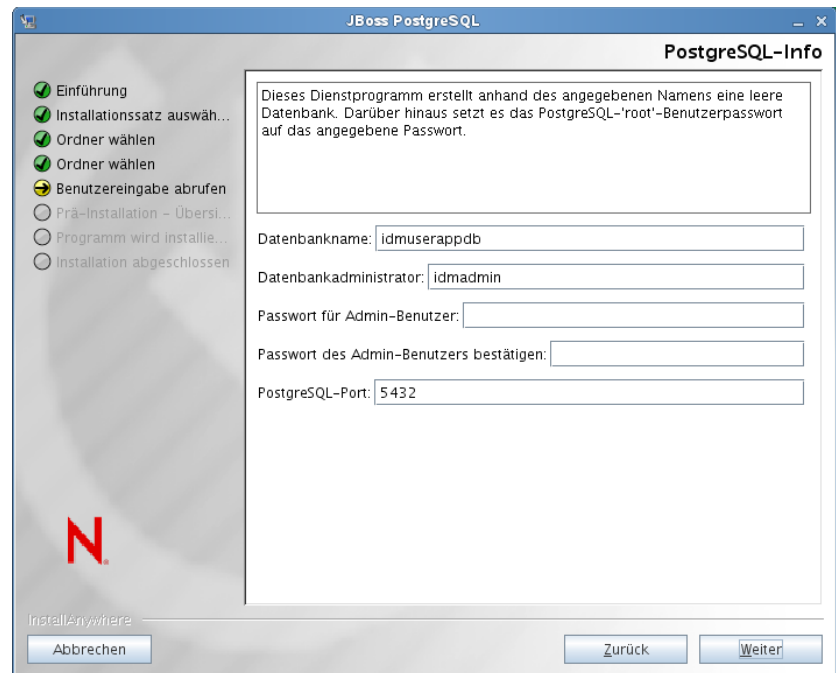 JBoss PostgreSQL
PostgreSQL-Info
Einführung
Installationssatz auswäh...
Ordner wählen
Ordner wählen
Benutzereingabe abrufen
Prä-Installation - Übersi...
Programm wird installie...
Installation abgeschlossen
Dieses Dienstprogramm erstellt anhand des angegebenen Namens eine leere
Datenbank. Darüber hinaus setzt es das PostgreSQL-'root'-Benutzerpasswort
auf das angegebene Passwort.
Datenbankname: idmuserappdb
Datenbankadministrator: idmadmin
Passwort für Admin-Benutzer:
Passwort des Admin-Benutzers bestätigen:
PostgreSQL-Port: 5432
N
InstallAnywhere
Abbrechen
Zurück
Weiter